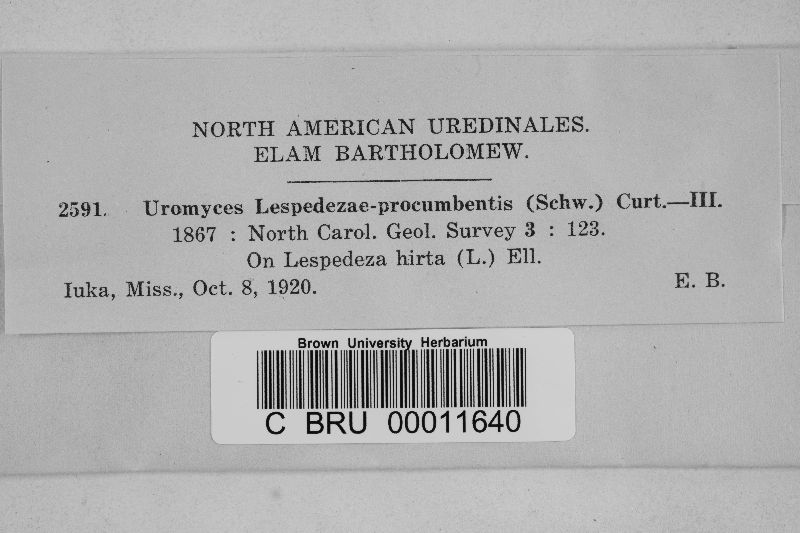 NORTH AMERICAN UREDINALES.
ELAM BARTHOLOMEW.
2591. Uromyces Lespedezae-procumbentis (Schw.) Curt.—III.
1867 : North Carol. Geol. Survey 3 : 123.
On Lespedeza hirta (L.) Ell.
Iuka, Miss., Oct. 8, 1920. E. B.
Brown University Herbarium
C BRU 00011640